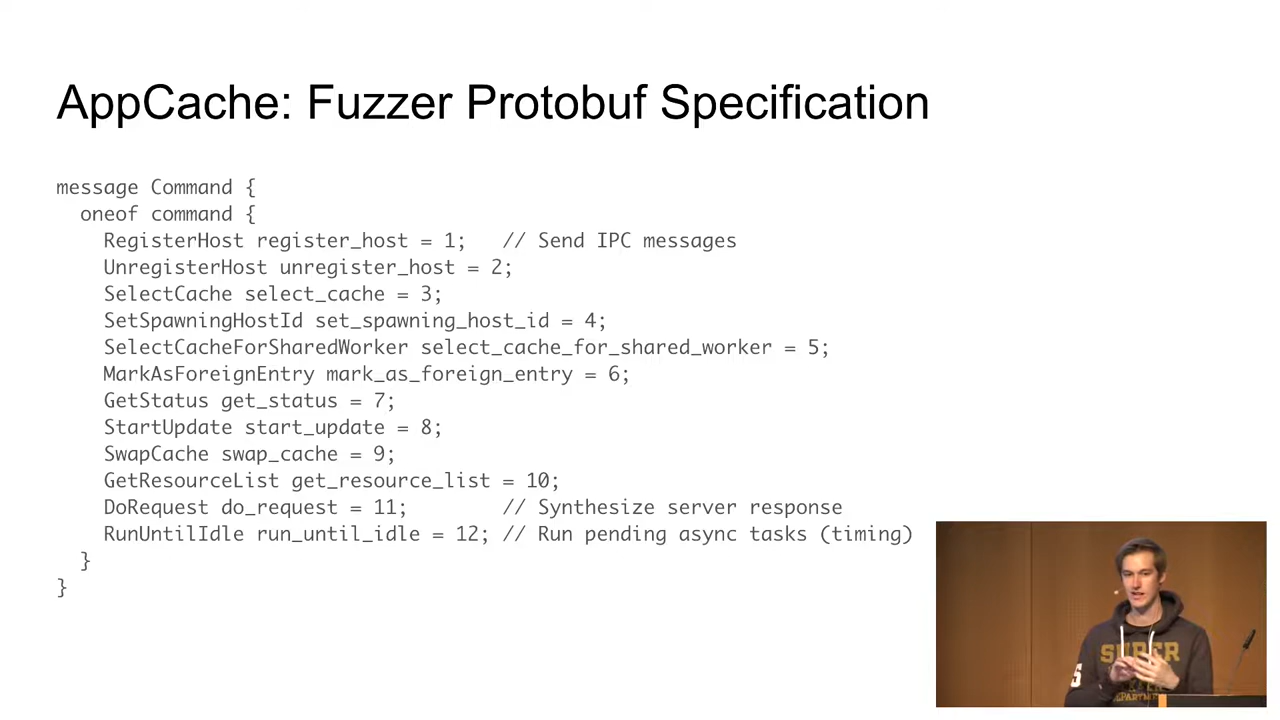 AppCache: Fuzzer Protobuf Specification
message Command {
oneof command {
RegisterHost register_host = 1; // Send IPC messages
UnregisterHost unregister_host = 2;
SelectCache select_cache = 3;
SetSpawningHostId set_spawning_host_id = 4;
SelectCacheForSharedWorker select_cache_for_shared_worker = 5;
MarkAsForeignEntry mark_as_foreign_entry = 6;
GetStatus get_status = 7;
StartUpdate start_update = 8;
SwapCache swap_cache = 9;
GetResourceList get_resource_list = 10;
DoRequest do_request = 11; // Synthesize server response
RunUntilIdle run_until_idle = 12; // Run pending async tasks (timing)
}
}
SUPER